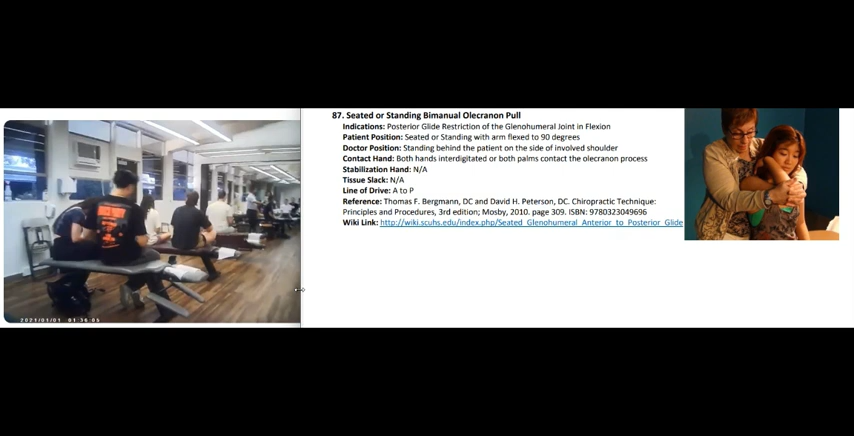 87. Seated or Standing Bimanual Olecranon Pull
Indications: Posterior Glide Restriction of the Glenohumeral Joint in Flexion
Patient Position: Seated or Standing with arm flexed to 90 degrees
Doctor Position: Standing behind the patient on the side of involved shoulder
Contact Hand: Both hands interdigitated or both palms contact the olecranon process
Stabilization Hand: N/A
Tissue Slack: N/A
Line of Drive: A to P
Reference: Thomas F. Bergmann, DC and David H. Peterson, DC. Chiropractic Technique:
Principles and Procedures, 3rd edition; Mosby, 2010. page 309. ISBN: 9780323049696
Wiki Link: http://wiki.scuhs.edu/index.php/Seated_Glenohumeral_Anterior_to_Posterior_Glide
2021/01/01 01:36:05